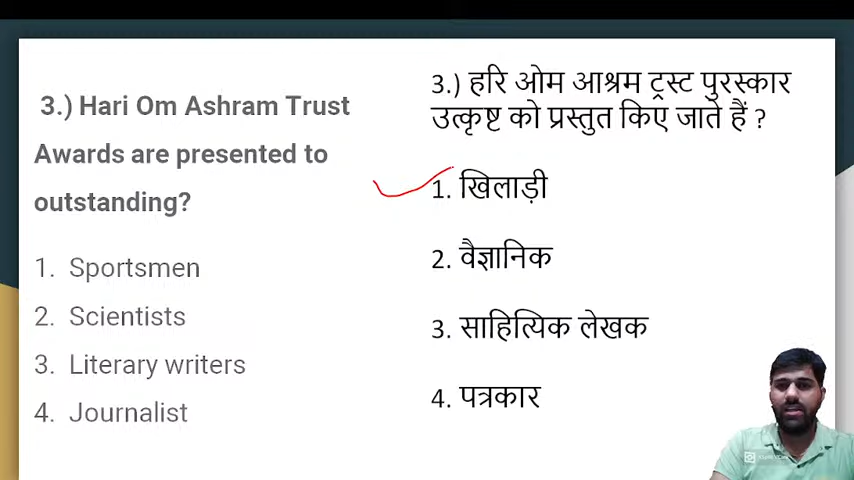 3.) Hari Om Ashram Trust
Awards are presented to
outstanding?
1. Sportsmen
2. Scientists
3. Literary writers
4. Journalist
3.) हरि ओम आश्रम ट्रस्ट पुरस्कार
उत्कृष्ट को प्रस्तुत किए जाते हैं ?
1. खिलाड़ी
2. वैज्ञानिक
3. साहित्यिक लेखक
4. पत्रकार